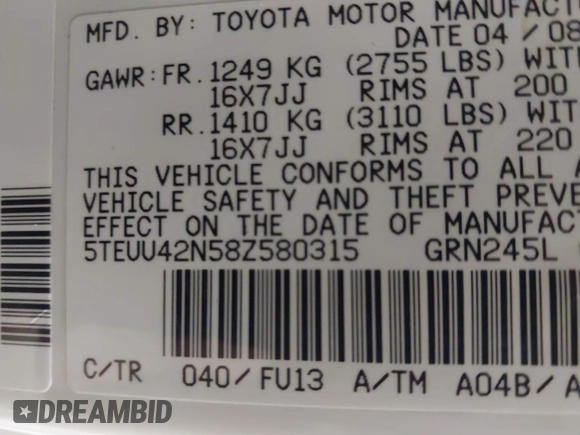 MFD. BY: TOYOTA MOTOR MANUFACT
DATE 04 / 08
GAWR: FR. 1249 KG (2755 LBS) WIT
16X7JJ RIMS AT 200
RR. 1410 KG (3110 LBS) WIT
16X7JJ RIMS AT 220
THIS VEHICLE CONFORMS TO ALL A
VEHICLE SAFETY AND THEFT PREVE
EFFECT ON THE DATE OF MANUFAC
5TEUU42N58Z580315 GRN245L
C/TR 040/ FU13 A/TM A04B/ A
DREAMBID